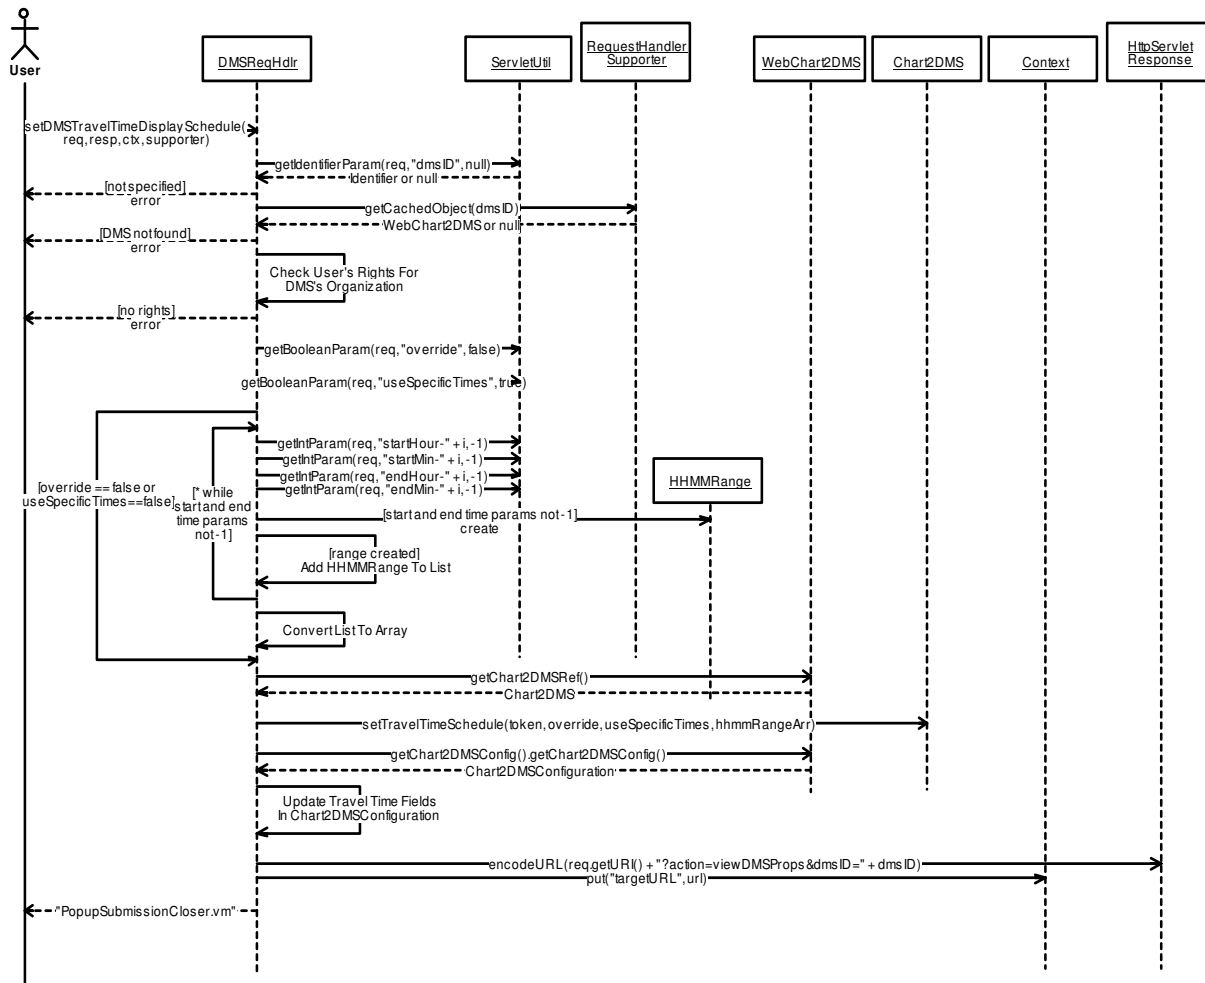 User
DMSReqHdlr
ServletUtil
RequestHandler
Supporter
WebChart2DMS
Chart2DMS
Context
HttpServlet
Response
setDMSTravelTimeDisplaySchedule(
req, resp, ctx, supporter)
getIdentifierParam(req, "dmsID", null)
Identifier or null
[not specified]
error
getCachedObject(dmsID)
WebChart2DMS or null
[DMS not found]
error
Check User's Rights For
DMS's Organization
[no rights]
error
getBooleanParam(req, "override", false)
getBooleanParam(req, "useSpecificTimes", true)
getIntParam(req, "startHour-" + i, -1)
getIntParam(req, "startMin-" + i, -1)
getIntParam(req, "endHour-" + i, -1)
getIntParam(req, "endMin-" + i, -1)
HHMMRange
[override == false or
useSpecificTimes==false]
[* while
start and end
time params
not -1]
[start and end time params not -1]
create
[range created]
Add HHMMRange To List
Convert List To Array
getChart2DMSRef()
Chart2DMS
setTravelTimeSchedule(token, override, useSpecificTimes, hhmmRangeArr)
getChart2DMSConfig().getChart2DMSConfig()
Chart2DMSConfiguration
Update Travel Time Fields
In Chart2DMSConfiguration
encodeURL(req.getURI() + "?action=viewDMSProps&dmsID=" + dmsID)
put("targetURL", url)
"PopupSubmissionCloser.vm"